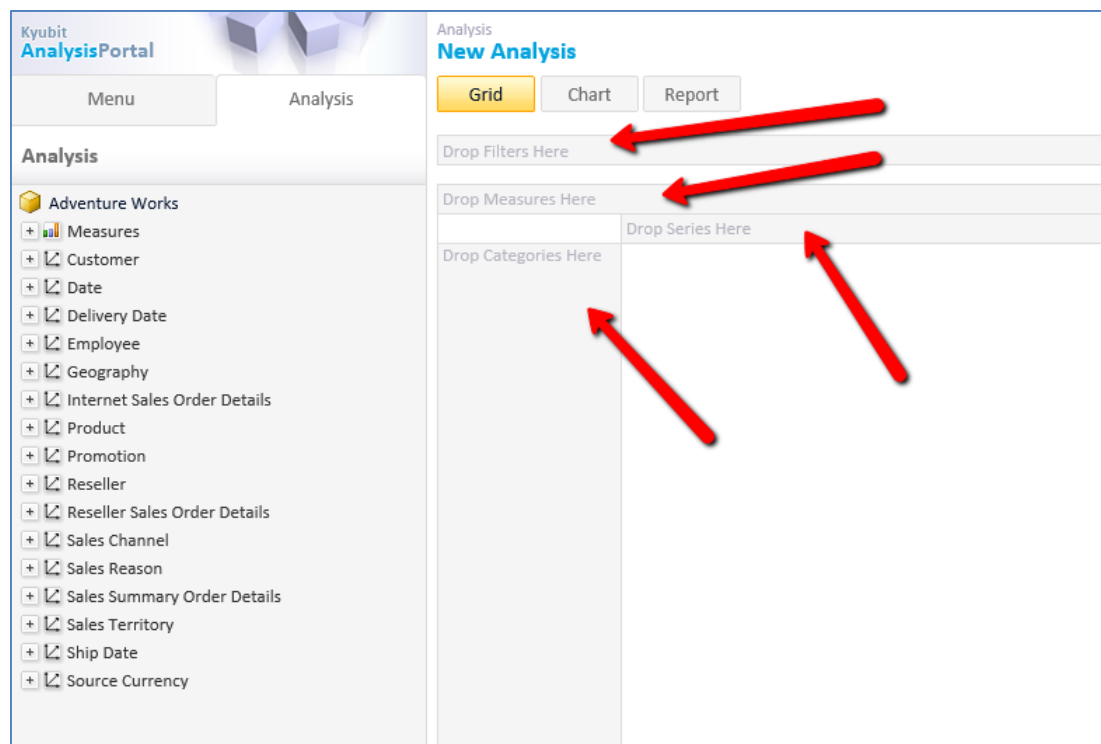 Kyubit
AnalysisPortal
Menu
Analysis
Analysis
Adventure Works
Measures
Customer
Date
Delivery Date
Employee
Geography
Internet Sales Order Details
Product
Promotion
Reseller
Reseller Sales Order Details
Sales Channel
Sales Reason
Sales Summary Order Details
Sales Territory
Ship Date
Source Currency
Analysis
New Analysis
Grid
Chart
Report
Drop Filters Here
Drop Measures Here
Drop Series Here
Drop Categories Here